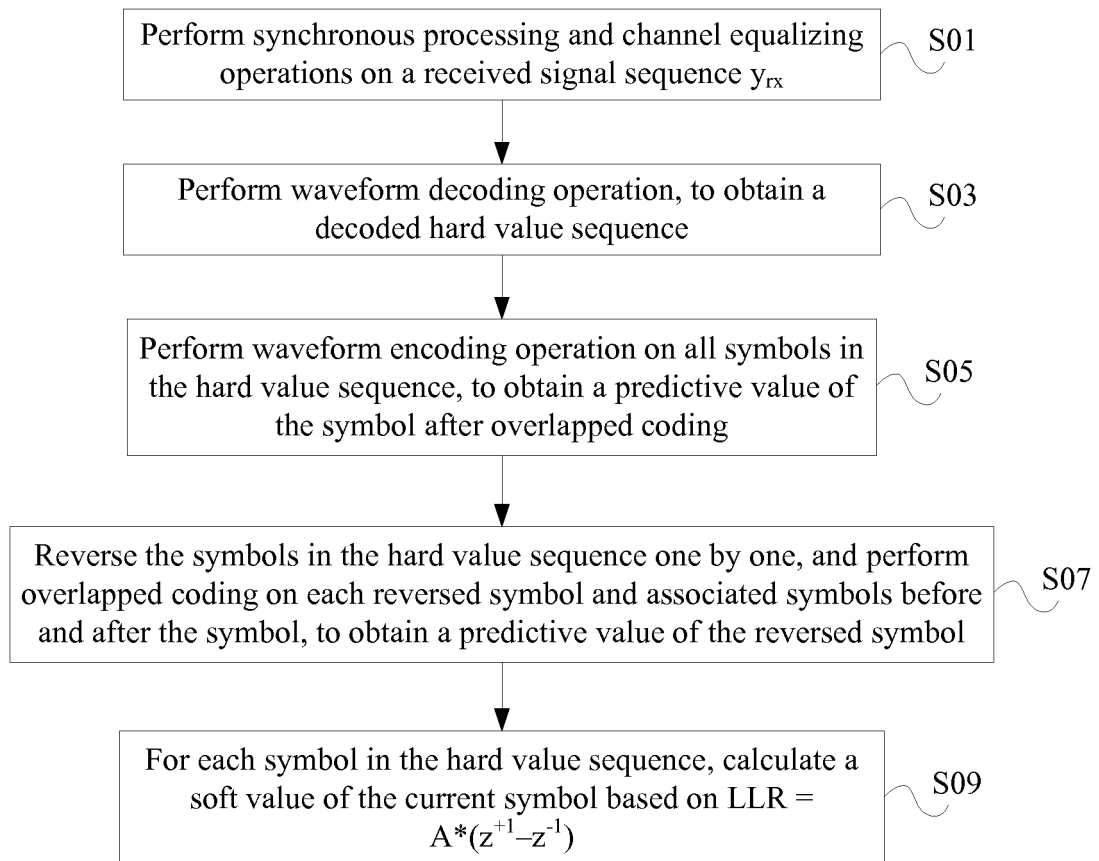 Perform synchronous processing and channel equalizing
operations on a received signal sequence yrx
S01
Perform waveform decoding operation, to obtain a
decoded hard value sequence
S03
Perform waveform encoding operation on all symbols in
the hard value sequence, to obtain a predictive value of
the symbol after overlapped coding
S05
Reverse the symbols in the hard value sequence one by one, and perform
overlapped coding on each reversed symbol and associated symbols before
and after the symbol, to obtain a predictive value of the reversed symbol
S07
For each symbol in the hard value sequence, calculate a
soft value of the current symbol based on LLR =
A*(z⁺¹–z⁻¹)
S09